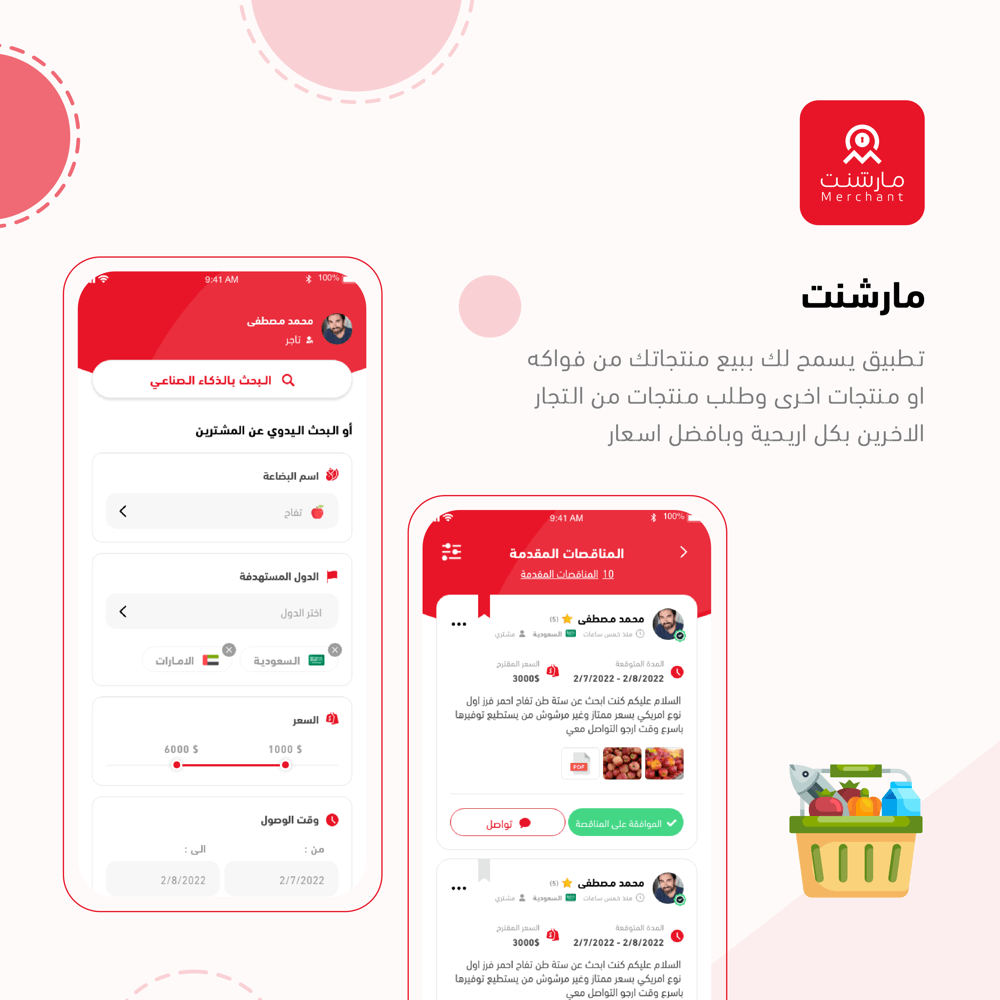 مارشنت
Merchant
مارشنت
تطبيق يسمح لك ببيع منتجاتك من فواكه
او منتجات اخرى وطلب منتجات من التجار
الاخرين بكل اريحية وبافضل اسعار
9:41 AM
100%
محمد مصطفى
تاجر
البحث بالذكاء الصناعي
أو البحث اليدوي عن المشترين
اسم البضاعة
تفاح
الدول المستهدفة
اختر الدول
السعودية
الامارات
السعر
1000 $
6000 $
وقت الوصول
من :
الى :
2/7/2022
2/8/2022
9:41 AM
100%
المناقصات المقدمة
10 المناقصات المقدمة
محمد مصطفى (5)
منذ خمس ساعات السعودية مشتري
المدة المتوقعة
2/7/2022 - 2/8/2022
السعر المقترح
3000$
السلام عليكم كنت ابحث عن ستة طن تفاح احمر فرز اول
نوع امريكي بسعر ممتاز وغير مرشوش من يستطيع توفيرها
باسرع وقت ارجو التواصل معي
PDF
الموافقة على المناقصة
تواصل
محمد مصطفى (5)
منذ خمس ساعات السعودية مشتري
المدة المتوقعة
2/7/2022 - 2/8/2022
السعر المقترح
3000$
السلام عليكم كنت ابحث عن ستة طن تفاح احمر فرز اول
نوع امريكي بسعر ممتاز وغير مرشوش من يستطيع توفيرها
باسرع وقت ارجو التواصل معي